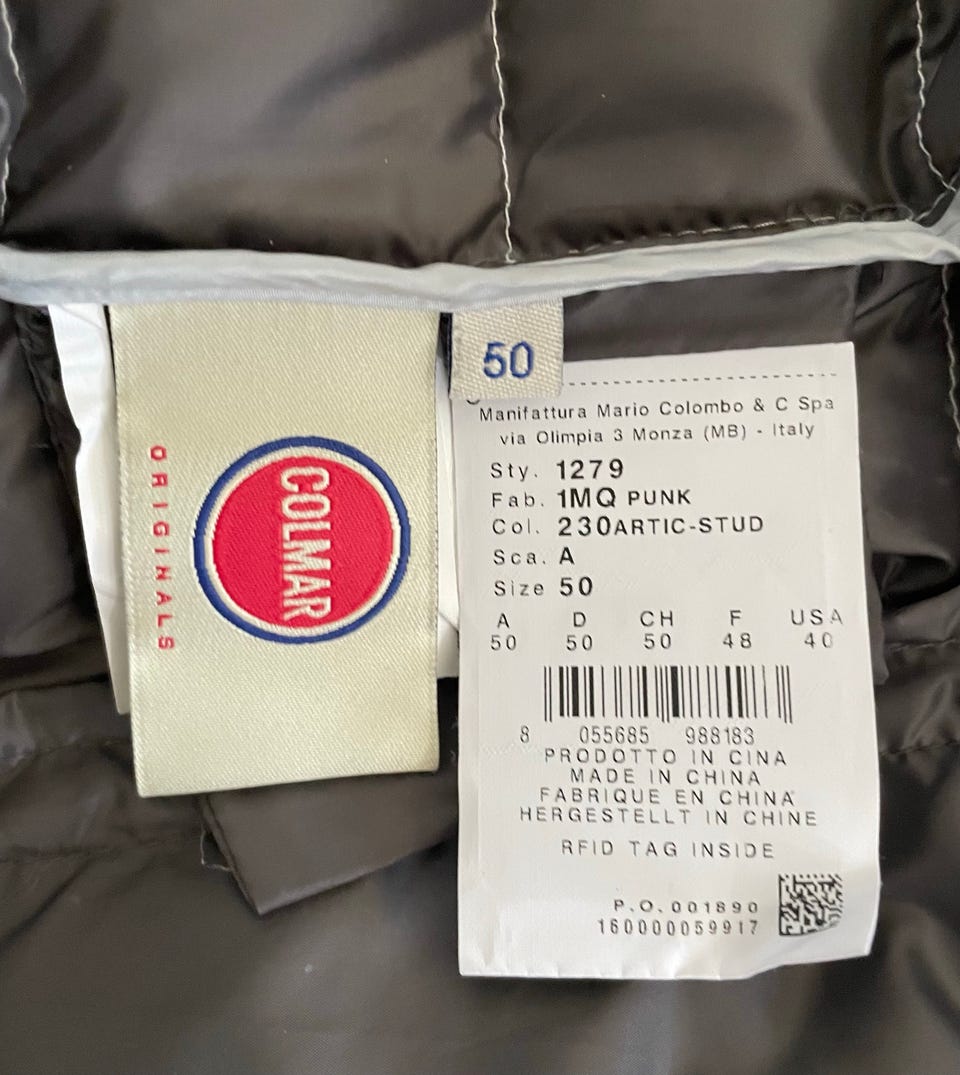 ORIGINALS
COLMAR
50
Manifattura Mario Colombo & C Spa
via Olimpia 3 Monza (MB) - Italy
Sty. 1279
Fab. 1MQ PUNK
Col. 230ARTIC-STUD
Sca. A
Size 50
A D CH F USA
50 50 50 48 40
8 055685 988183
PRODOTTO IN CINA
MADE IN CHINA
FABRIQUE EN CHINA
HERGESTELLT IN CHINE
RFID TAG INSIDE
P.O. 001890
160000059917